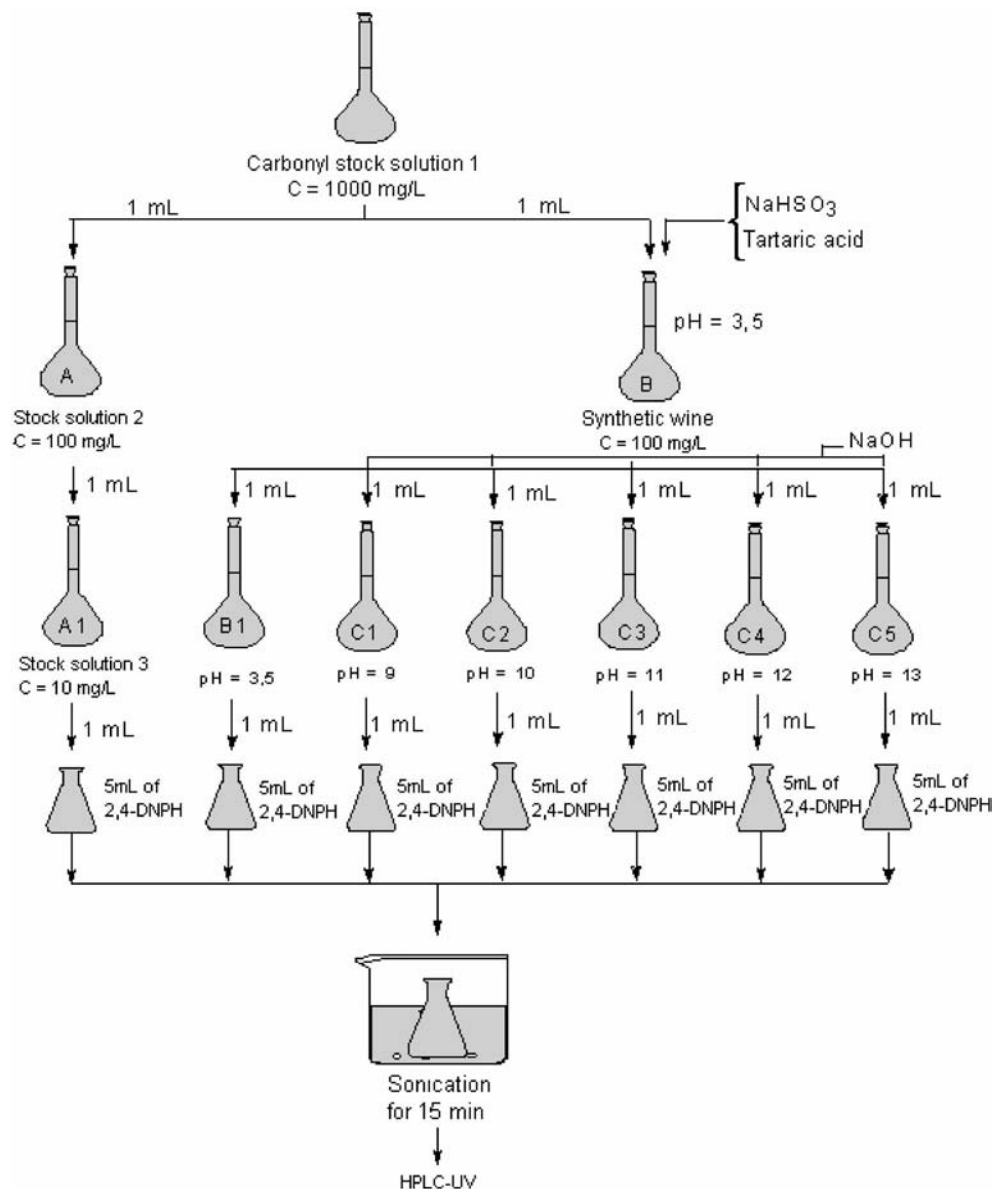 Carbonyl stock solution 1
C = 1000 mg/L
1 mL
1 mL
NaHSO3
Tartaric acid
pH = 3,5
A
B
Stock solution 2
C = 100 mg/L
Synthetic wine
C = 100 mg/L
NaOH
1 mL
1 mL
1 mL
1 mL
1 mL
1 mL
1 mL
A1
B1
C1
C2
C3
C4
C5
Stock solution 3
C = 10 mg/L
pH = 3,5
pH = 9
pH = 10
pH = 11
pH = 12
pH = 13
1 mL
1 mL
1 mL
1 mL
1 mL
1 mL
1 mL
5mL of
2,4-DNPH
5mL of
2,4-DNPH
5mL of
2,4-DNPH
5mL of
2,4-DNPH
5mL of
2,4-DNPH
5mL of
2,4-DNPH
5mL of
2,4-DNPH
Sonication
for 15 min
HPLC-UV